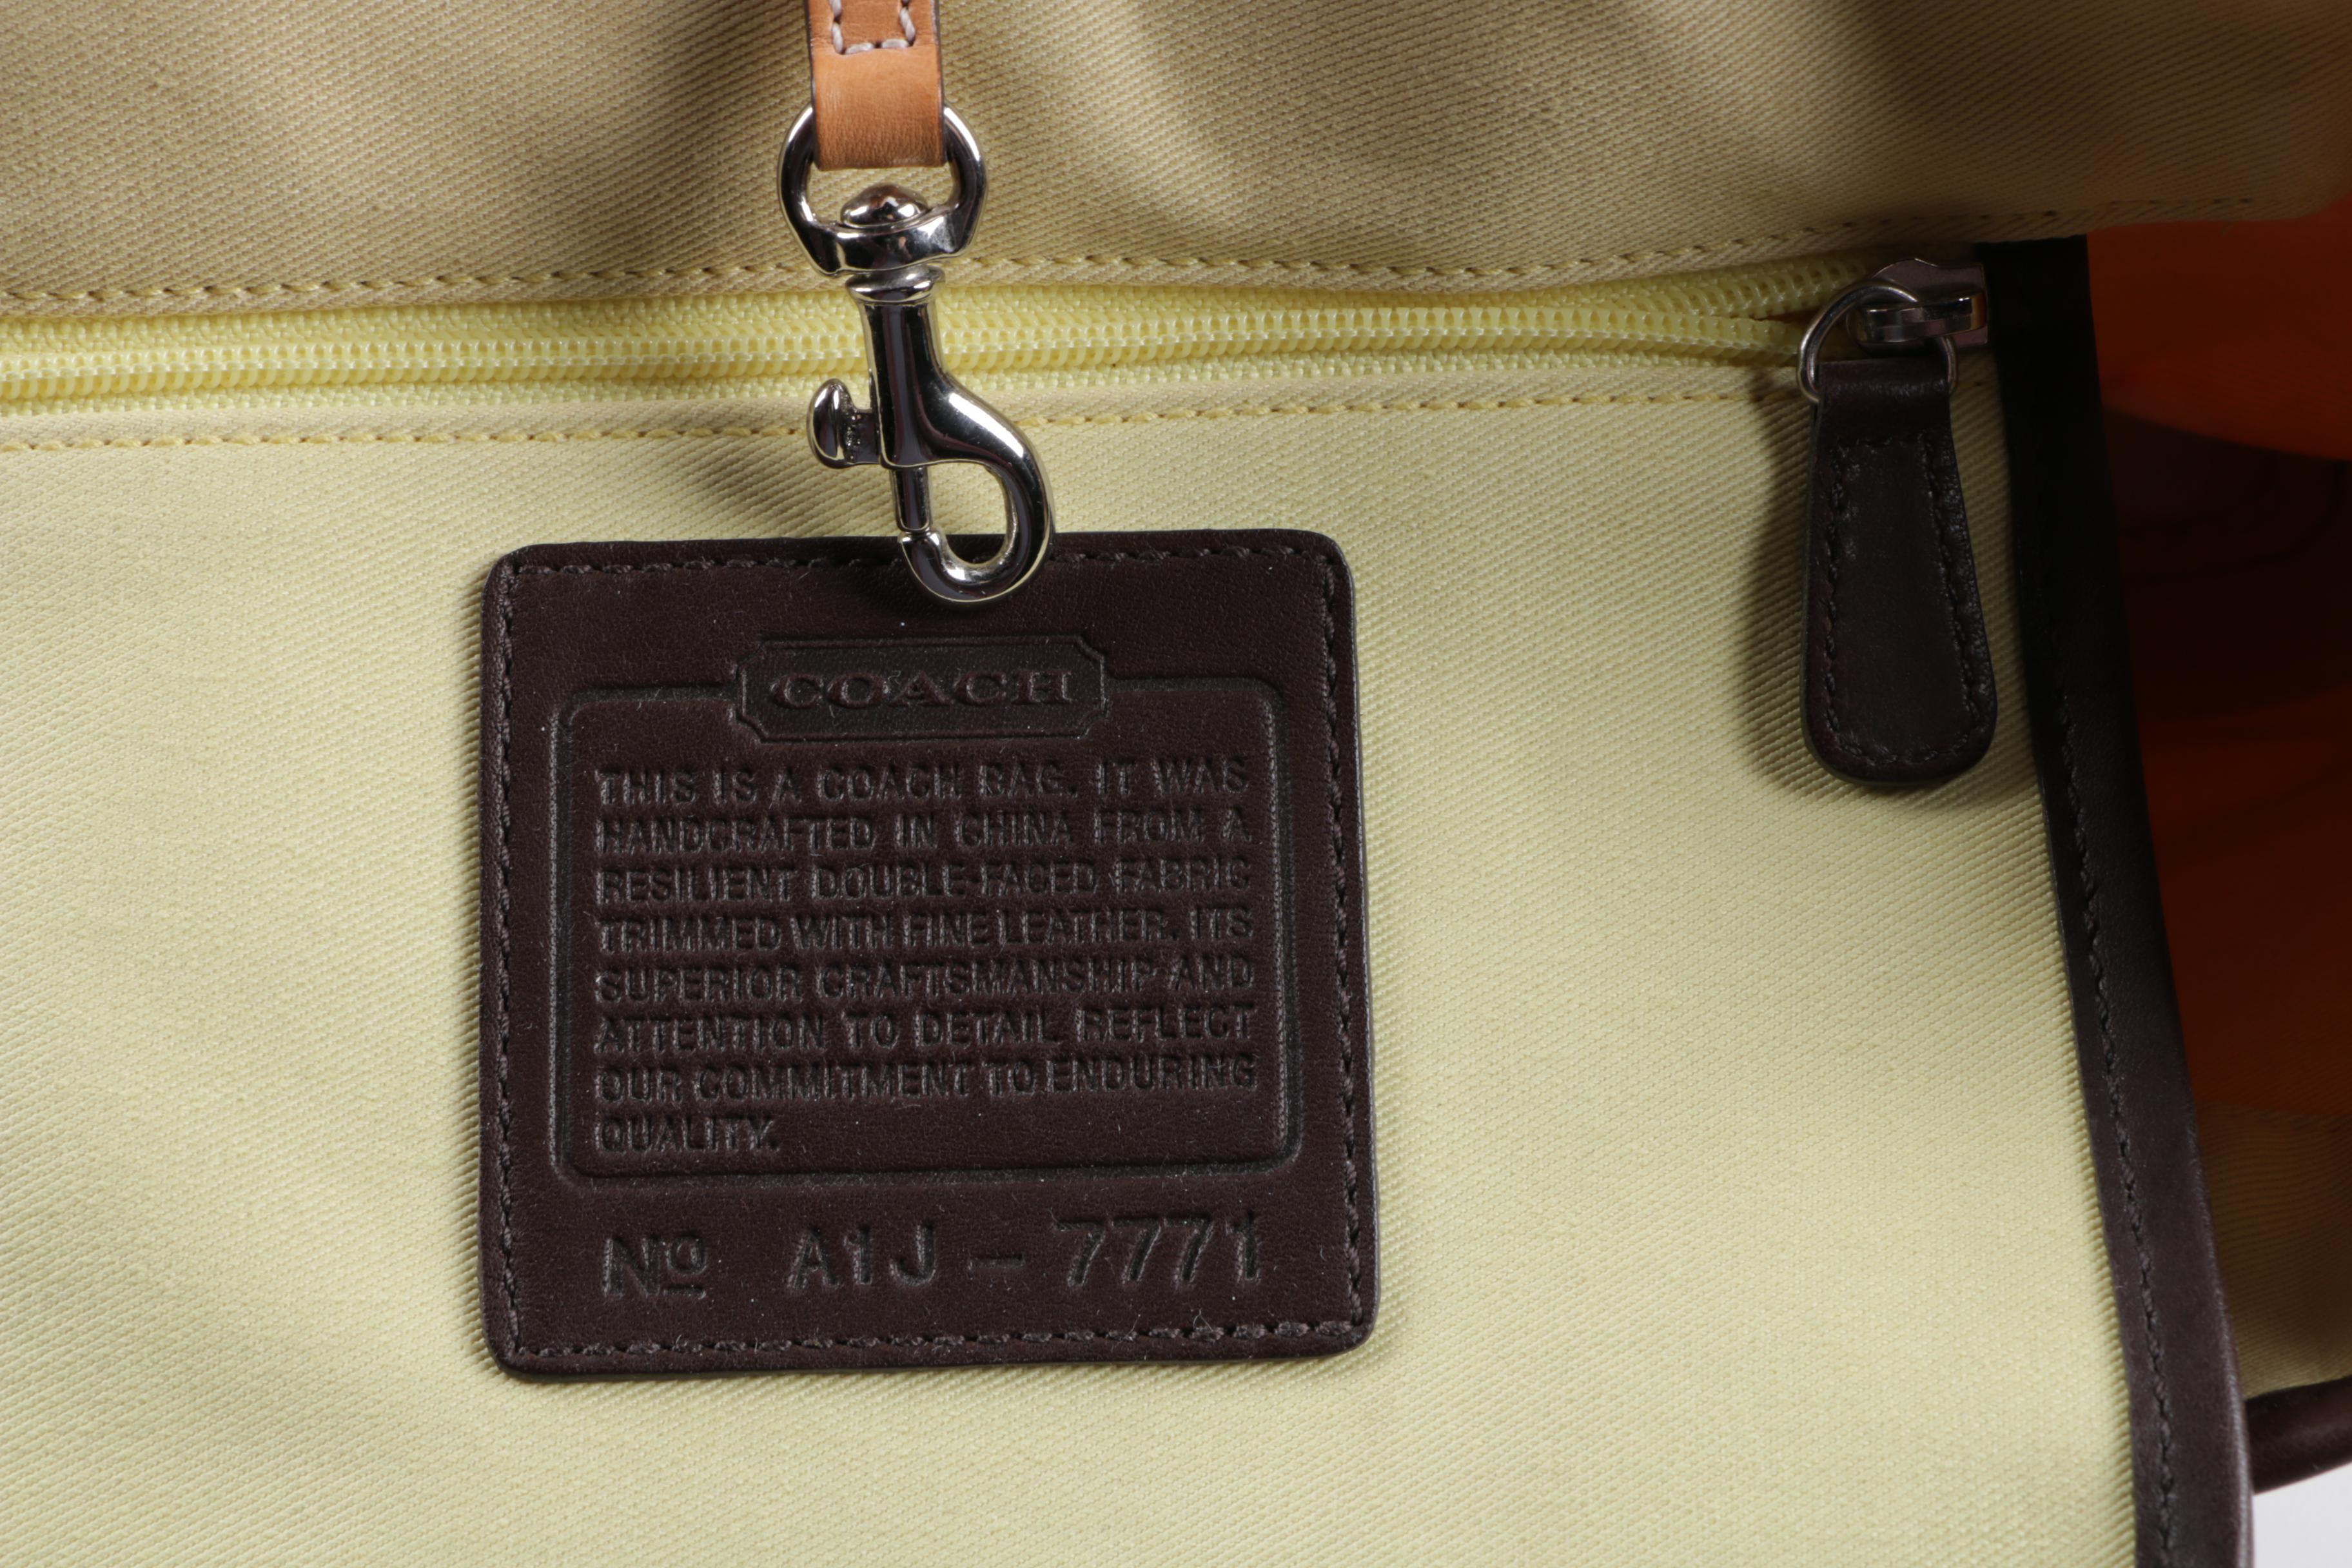 COACH
THIS IS A COACH BAG. IT WAS
HANDCRAFTED IN CHINA FROM A
RESILIENT DOUBLE-FACED FABRIC
TRIMMED WITH FINE LEATHER. ITS
SUPERIOR CRAFTSMANSHIP AND
ATTENTION TO DETAIL REFLECT
OUR COMMITMENT TO ENDURING
QUALITY.
Nº A1J - 7771